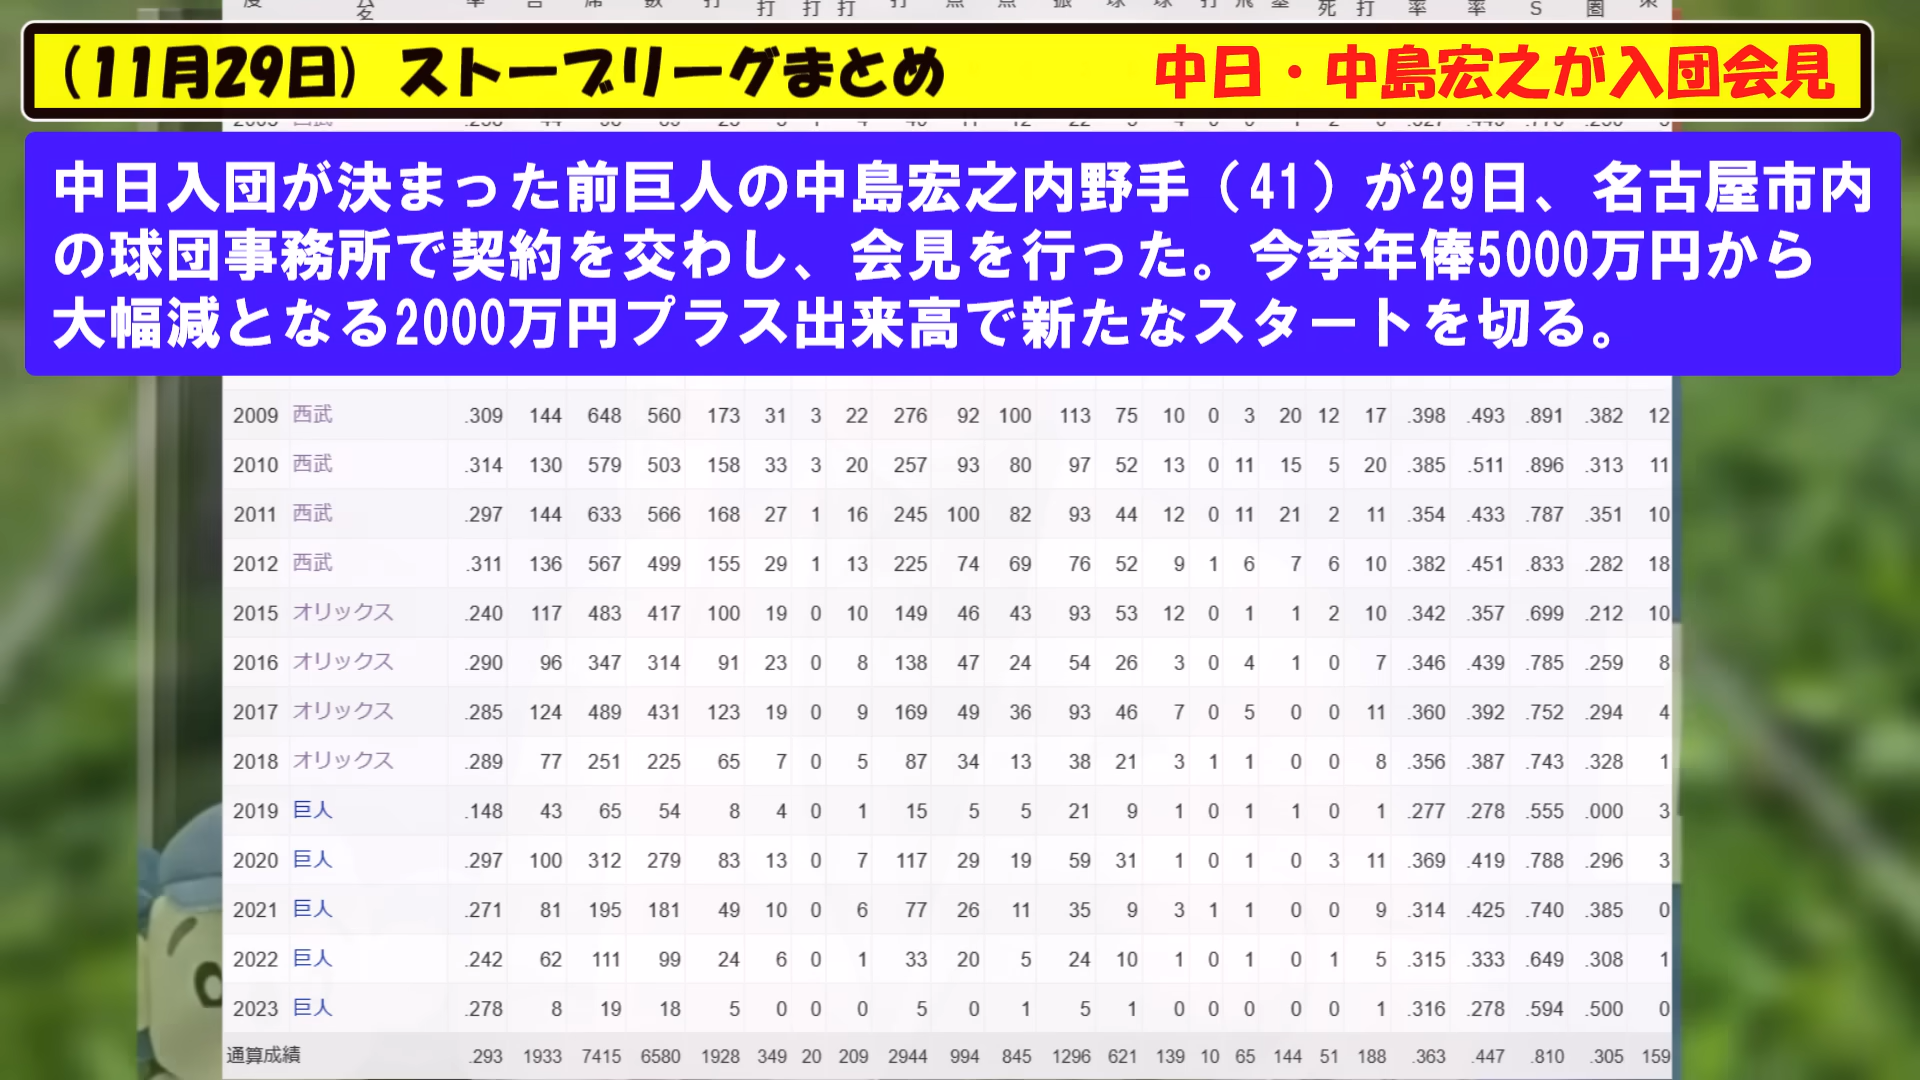 (11月29日) ストーブリーグまとめ 中日・中島宏之が入団会見
中日入団が決まった前巨人の中島宏之内野手（41）が29日、名古屋市内
の球団事務所で契約を交わし、会見を行った。今季年俸5000万円から
大幅減となる2000万円プラス出来高で新たなスタートを切る。
2009 西武 .309 144 648 560 173 31 3 22 276 92 100 113 75 10 0 3 20 12 17 .398 .493 .891 .382 12
2010 西武 .314 130 579 503 158 33 3 20 257 93 80 97 52 13 0 11 15 5 20 .385 .511 .896 .313 11
2011 西武 .297 144 633 566 168 27 1 16 245 100 82 93 44 12 0 11 21 2 11 .354 .433 .787 .351 10
2012 西武 .311 136 567 499 155 29 1 13 225 74 69 76 52 9 1 6 7 6 10 .382 .451 .833 .282 18
2015 オリックス .240 117 483 417 100 19 0 10 149 46 43 93 53 12 0 1 1 2 10 .342 .357 .699 .212 10
2016 オリックス .290 96 347 314 91 23 0 8 138 47 24 54 26 3 0 4 1 0 7 .346 .439 .785 .259 8
2017 オリックス .285 124 489 431 123 19 0 9 169 49 36 93 46 7 0 5 0 0 11 .360 .392 .752 .294 4
2018 オリックス .289 77 251 225 65 7 0 5 87 34 13 38 21 3 1 1 0 0 8 .356 .387 .743 .328 1
2019 巨人 .148 43 65 54 8 4 0 1 15 5 5 21 9 1 0 1 1 0 1 .277 .278 .555 .000 3
2020 巨人 .297 100 312 279 83 13 0 7 117 29 19 59 31 1 0 1 0 3 11 .369 .419 .788 .296 3
2021 巨人 .271 81 195 181 49 10 0 6 77 26 11 35 9 3 1 1 0 0 9 .314 .425 .740 .385 0
2022 巨人 .242 62 111 99 24 6 0 1 33 20 5 24 10 1 0 1 0 1 5 .315 .333 .649 .308 1
2023 巨人 .278 8 19 18 5 0 0 0 5 0 1 5 1 0 0 0 0 0 1 .316 .278 .594 .500 0
通算成績 .293 1933 7415 6580 1928 349 20 209 2944 994 845 1296 621 139 10 65 144 51 188 .363 .447 .810 .305 159